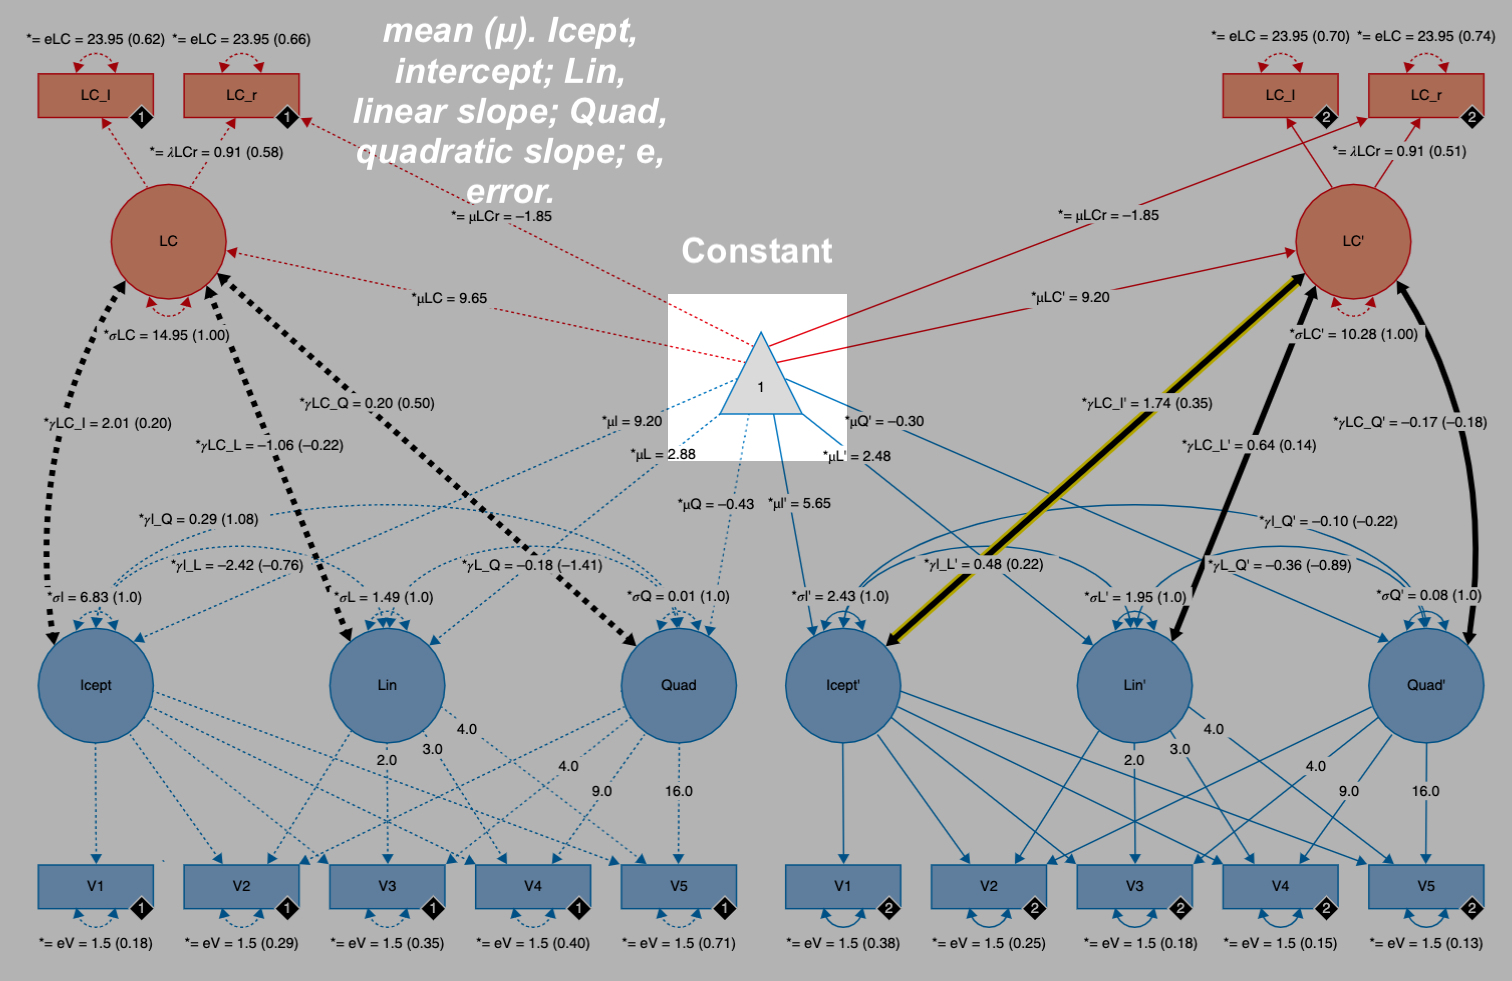 *= eLC = 23.95 (0.62)
*= eLC = 23.95 (0.66)
mean (μ). Icept,
intercept; Lin,
linear slope; Quad,
quadratic slope; e,
error.
*= eLC = 23.95 (0.70)
*= eLC = 23.95 (0.74)
LC_l
1
LC_r
1
LC_l
2
LC_r
2
*= λLCr = 0.91 (0.58)
*= λLCr = 0.91 (0.51)
*= μLCr = –1.85
*= μLCr = –1.85
LC
Constant
LC'
*μLC = 9.65
*μLC' = 9.20
*σLC = 14.95 (1.00)
*σLC' = 10.28 (1.00)
1
*γLC_I = 2.01 (0.20)
*γLC_Q = 0.20 (0.50)
*γLC_L = –1.06 (–0.22)
*μI = 9.20
*μL = 2.88
*μQ = –0.43
*μI' = 5.65
*μL' = 2.48
*μQ' = –0.30
*γLC_I' = 1.74 (0.35)
*γLC_L' = 0.64 (0.14)
*γLC_Q' = –0.17 (–0.18)
*γI_Q = 0.29 (1.08)
*γI_L = –2.42 (–0.76)
*γL_Q = –0.18 (–1.41)
*γI_Q' = –0.10 (–0.22)
*γI_L' = 0.48 (0.22)
*γL_Q' = –0.36 (–0.89)
*σI = 6.83 (1.0)
*σL = 1.49 (1.0)
*σQ = 0.01 (1.0)
*σI' = 2.43 (1.0)
*σL' = 1.95 (1.0)
*σQ' = 0.08 (1.0)
Icept
Lin
Quad
Icept'
Lin'
Quad'
2.0
3.0
4.0
4.0
9.0
16.0
2.0
3.0
4.0
4.0
9.0
16.0
V1
1
V2
1
V3
1
V4
1
V5
1
V1
2
V2
2
V3
2
V4
2
V5
2
*= eV = 1.5 (0.18)
*= eV = 1.5 (0.29)
*= eV = 1.5 (0.35)
*= eV = 1.5 (0.40)
*= eV = 1.5 (0.71)
*= eV = 1.5 (0.38)
*= eV = 1.5 (0.25)
*= eV = 1.5 (0.18)
*= eV = 1.5 (0.15)
*= eV = 1.5 (0.13)